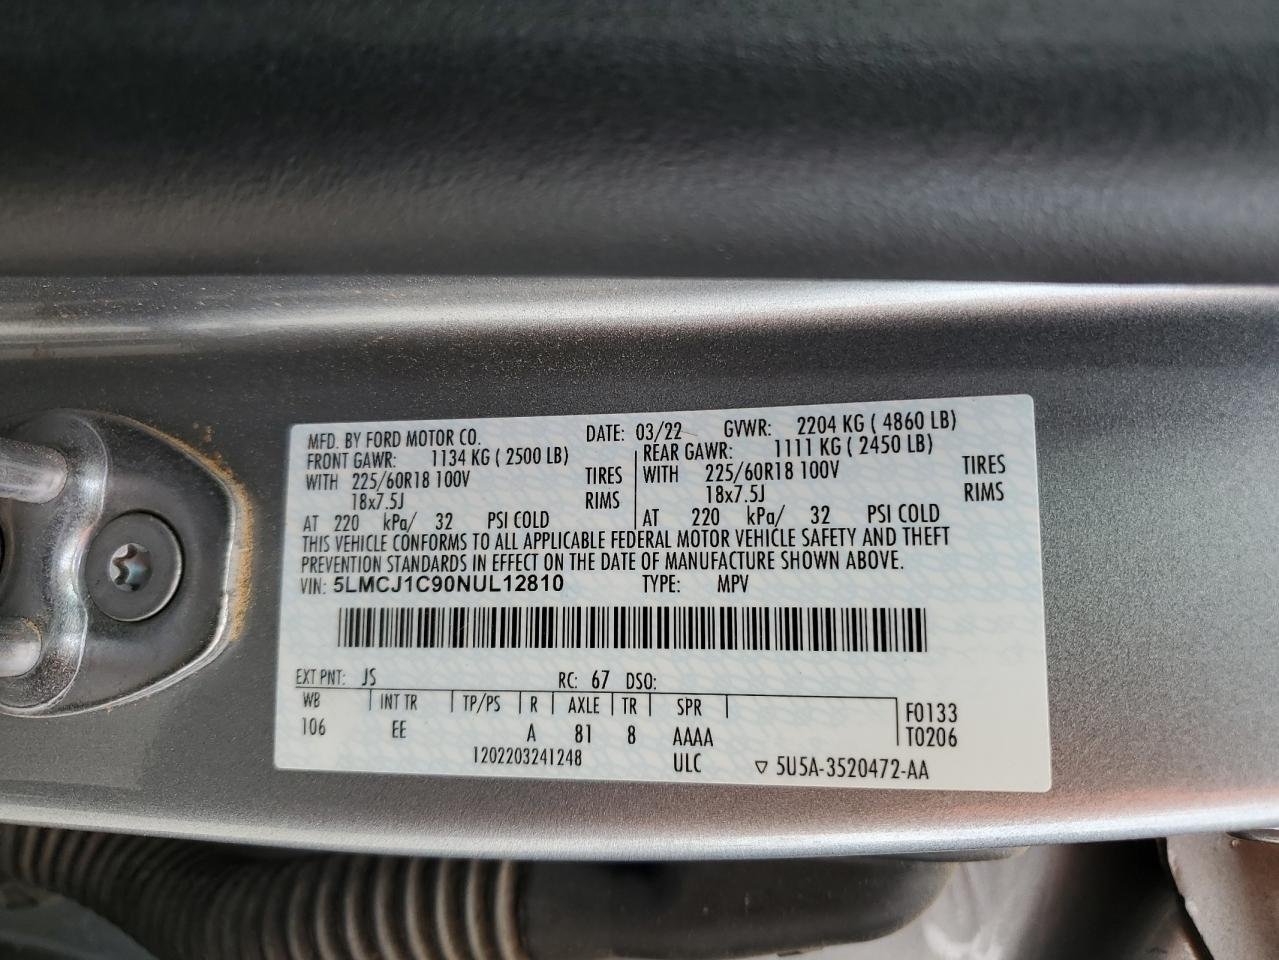 MFD. BY FORD MOTOR CO. DATE: 03/22 GVWR: 2204 KG ( 4860 LB)
FRONT GAWR: 1134 KG ( 2500 LB) REAR GAWR: 1111 KG ( 2450 LB)
WITH 225/60R18 100V TIRES WITH 225/60R18 100V TIRES
18x7.5J RIMS 18x7.5J RIMS
AT 220 kPa/ 32 PSI COLD AT 220 kPa/ 32 PSI COLD
THIS VEHICLE CONFORMS TO ALL APPLICABLE FEDERAL MOTOR VEHICLE SAFETY AND THEFT
PREVENTION STANDARDS IN EFFECT ON THE DATE OF MANUFACTURE SHOWN ABOVE.
VIN: 5LMCJ1C90NUL12810 TYPE: MPV
EXT PNT: JS RC: 67 DSO:
WB INT TR TP/PS R AXLE TR SPR F0133
106 EE A 81 8 AAAA T0206
1202203241248 ULC ▽ 5U5A-3520472-AA